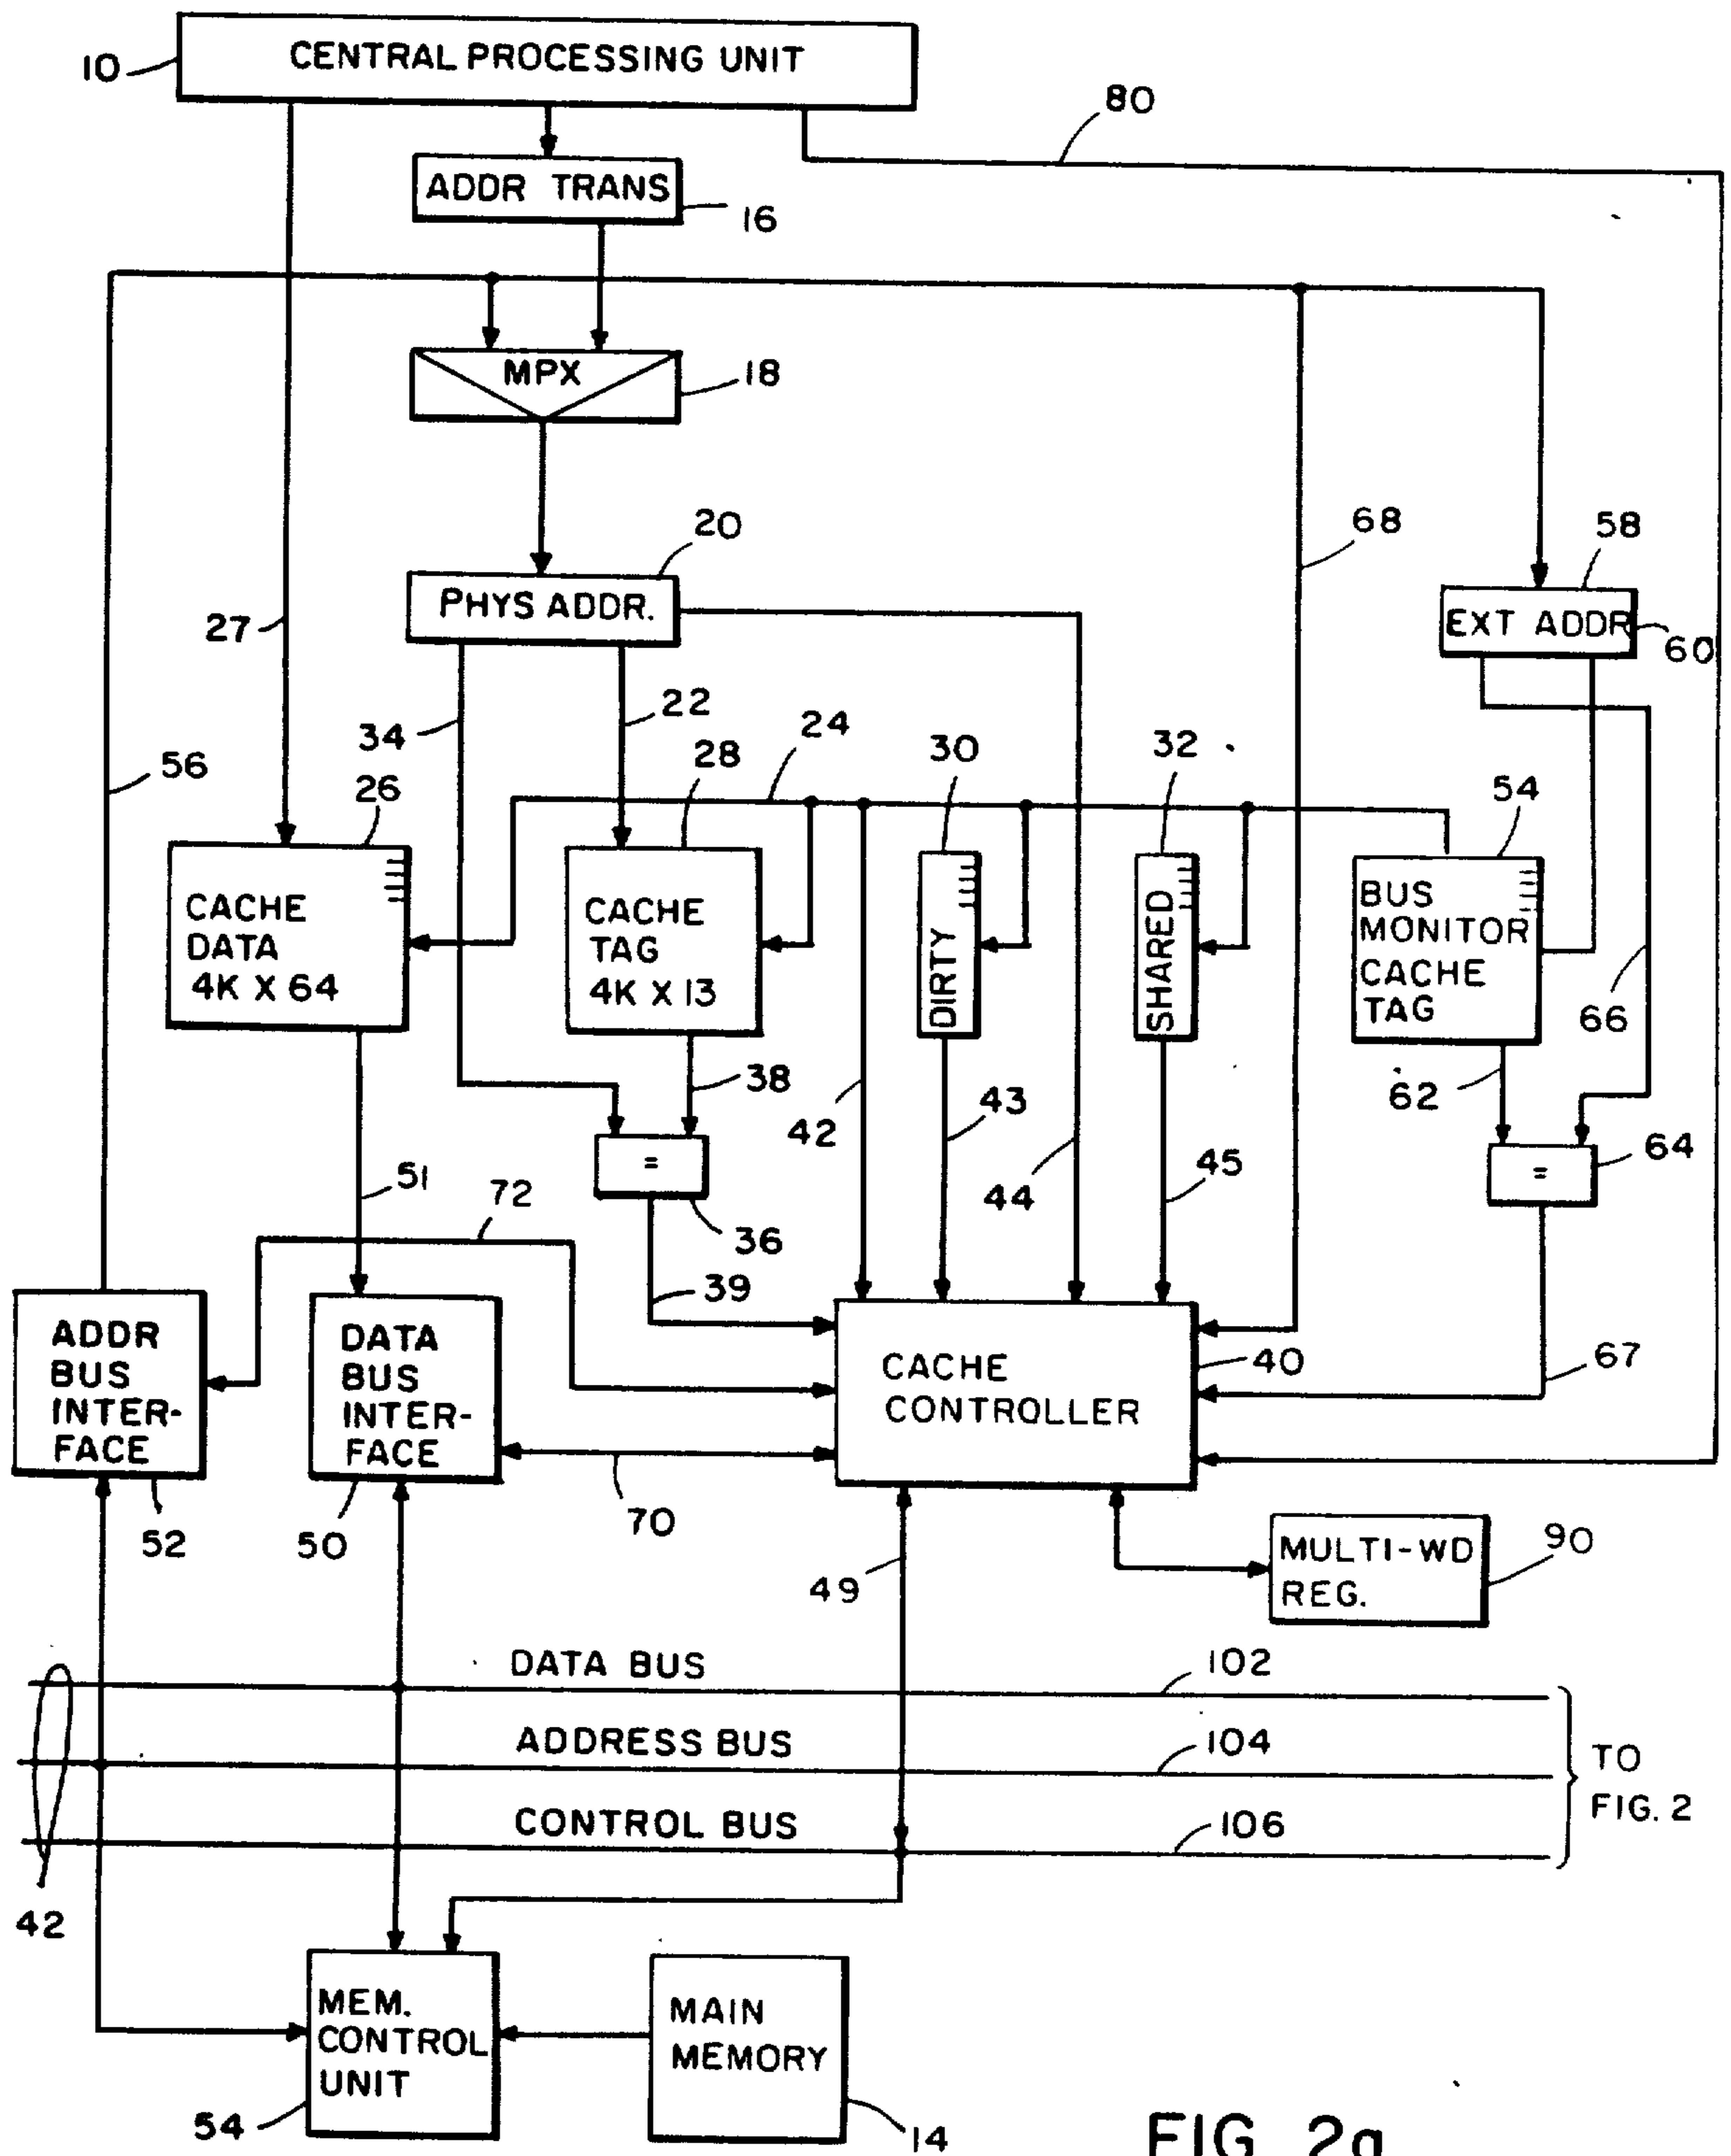 CENTRAL PROCESSING UNIT
10
80
ADDR TRANS
16
MPX
18
20
68
58
PHYS ADDR.
EXT ADDR
60
27
34
22
24
28
30
32
56
26
54
CACHE
DATA
4K X 64
CACHE
TAG
4K X 13
DIRTY
SHARED
BUS
MONITOR
CACHE
TAG
66
38
42
43
62
=
44
45
=
64
51
72
36
39
ADDR
BUS
INTER-
FACE
DATA
BUS
INTER-
FACE
CACHE
CONTROLLER
40
67
52
50
70
49
MULTI-WD
REG.
90
DATA BUS
102
ADDRESS BUS
104
TO
FIG. 2
CONTROL BUS
106
42
MEM.
CONTROL
UNIT
MAIN
MEMORY
54
14
FIG. 2a